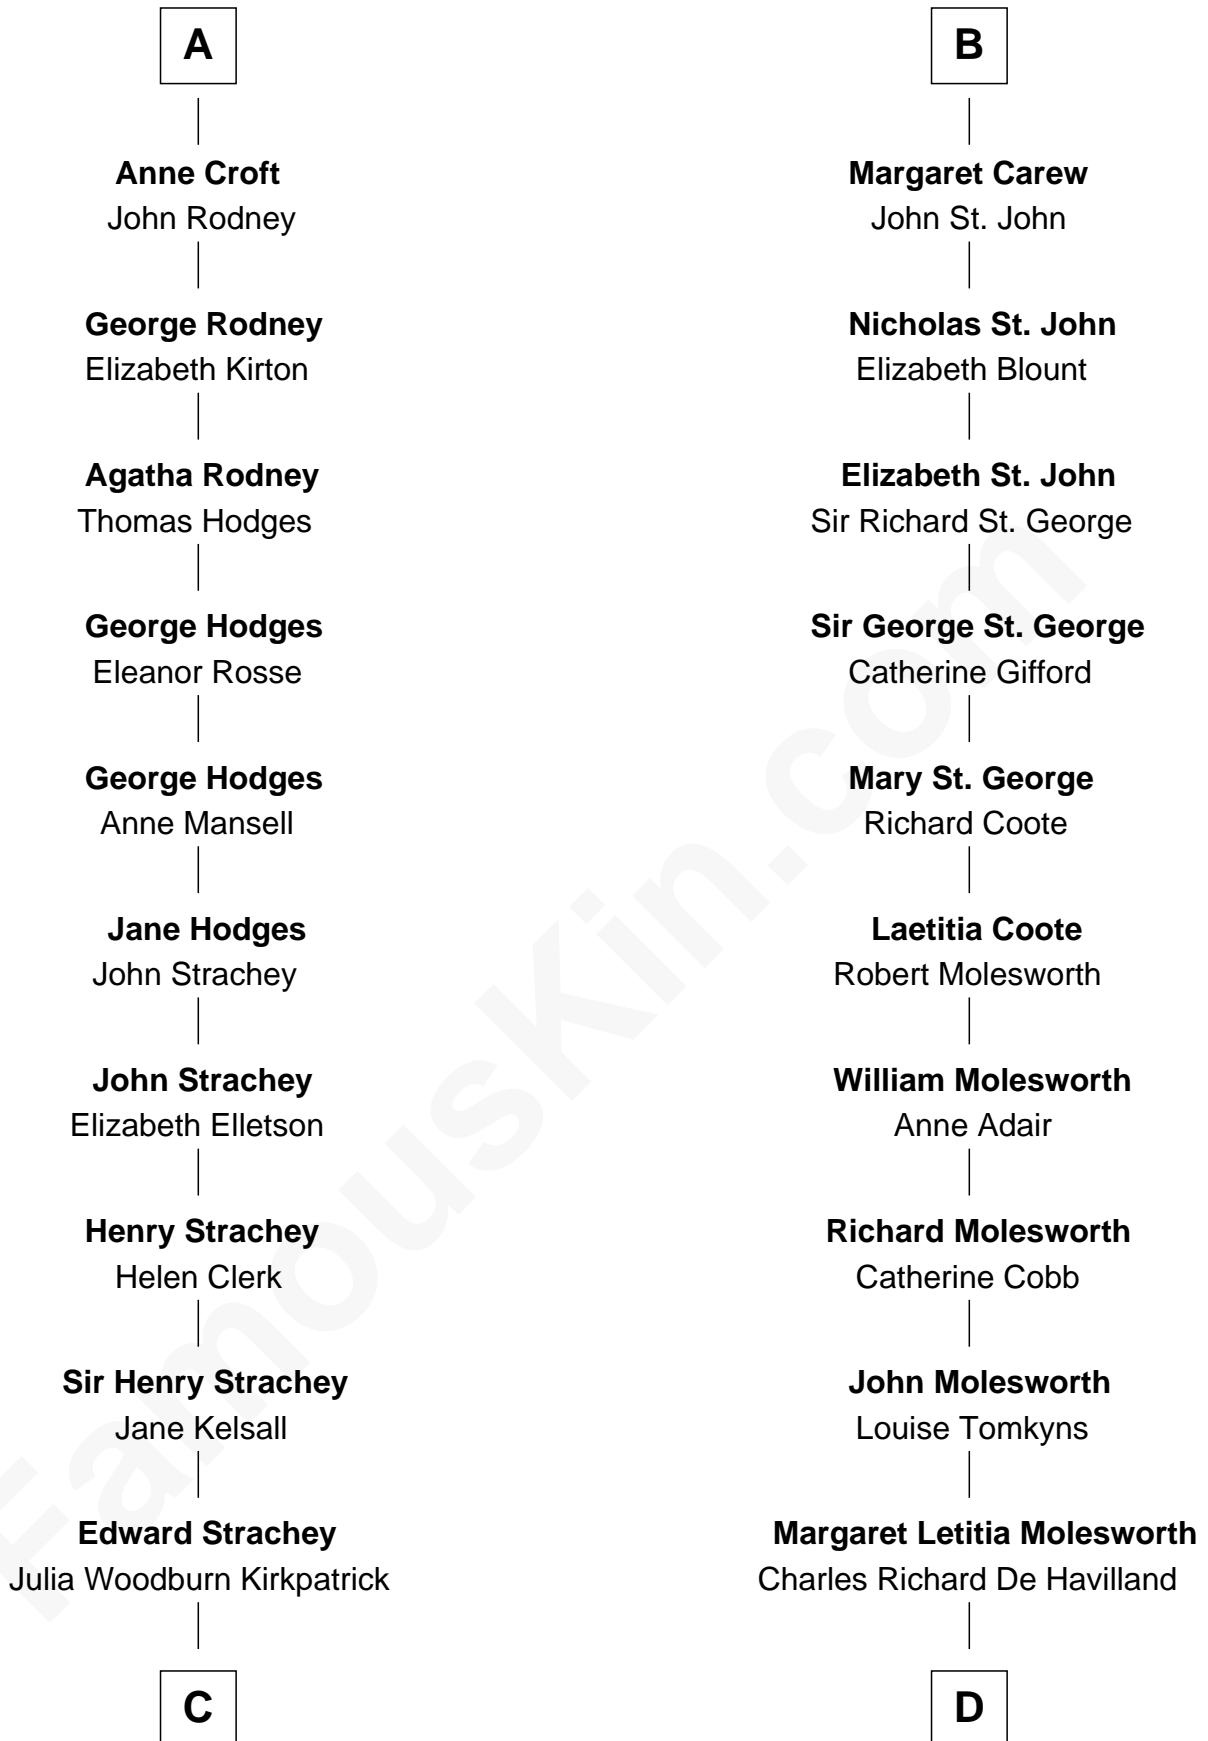 A
Anne Croft
John Rodney
George Rodney
Elizabeth Kirton
Agatha Rodney
Thomas Hodges
George Hodges
Eleanor Rosse
George Hodges
Anne Mansell
Jane Hodges
John Strachey
John Strachey
Elizabeth Elletson
Henry Strachey
Helen Clerk
Sir Henry Strachey
Jane Kelsall
Edward Strachey
Julia Woodburn Kirkpatrick
C
B
Margaret Carew
John St. John
Nicholas St. John
Elizabeth Blount
Elizabeth St. John
Sir Richard St. George
Sir George St. George
Catherine Gifford
Mary St. George
Richard Coote
Laetitia Coote
Robert Molesworth
William Molesworth
Anne Adair
Richard Molesworth
Catherine Cobb
John Molesworth
Louise Tomkyns
Margaret Letitia Molesworth
Charles Richard De Havilland
D
FamousKin.com